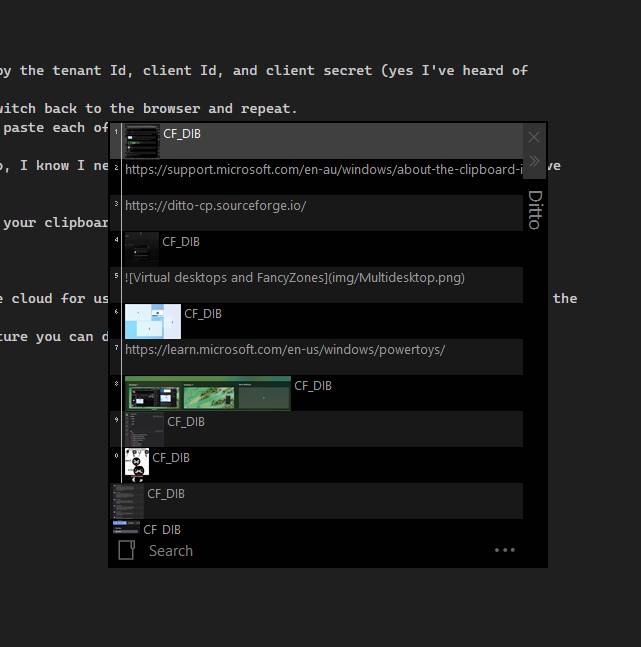 by the tenant Id, client Id, and client secret (yes I've heard of
witch back to the browser and repeat.
paste each of
1 CF_DIB
o, I know I ne
ve
2 https://support.microsoft.com/en-au/windows/about-the-clipboard-i
3 https://ditto-cp.sourceforge.io/
Ditto
your clipboar
4 CF_DIB
5 ![Virtual desktops and FancyZones](img/Multidesktop.png)
e cloud for us
the
6 CF_DIB
ture you can d
7 https://learn.microsoft.com/en-us/windows/powertoys/
8 CF_DIB
9 CF_DIB
0 CF_DIB
CF_DIB
CF_DIB
Search